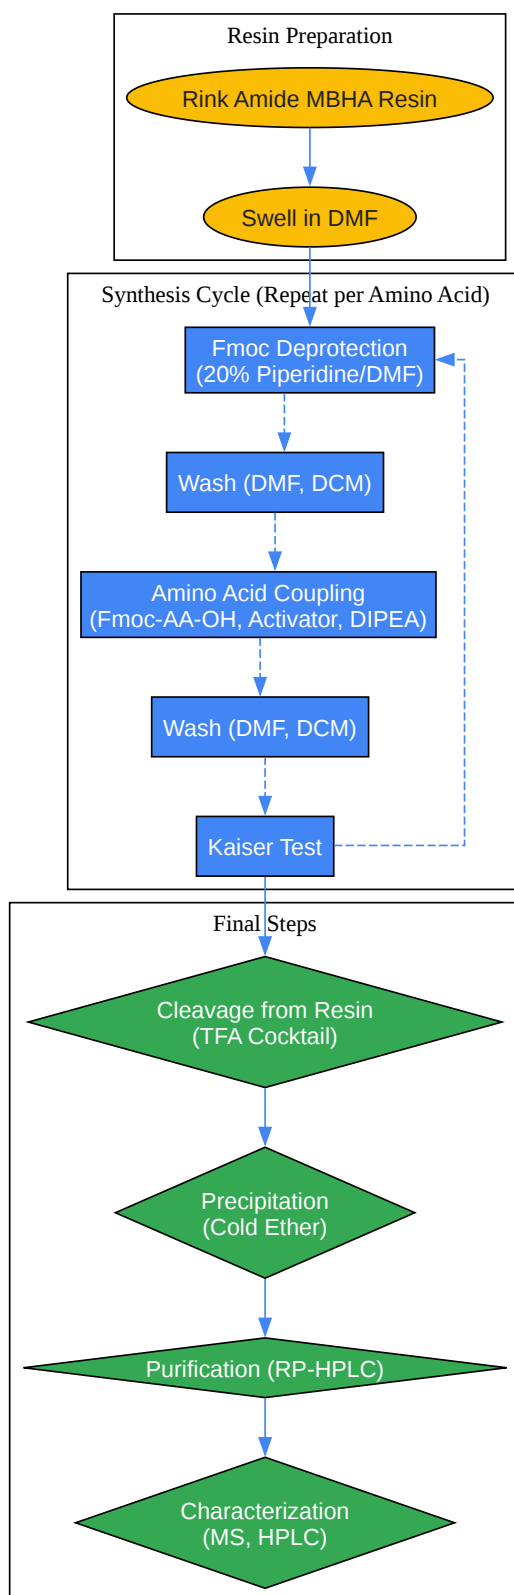 Resin Preparation
Rink Amide MBHA Resin
Swell in DMF
Synthesis Cycle (Repeat per Amino Acid)
Fmoc Deprotection
(20% Piperidine/DMF)
Wash (DMF, DCM)
Amino Acid Coupling
(Fmoc-AA-OH, Activator, DIPEA)
Wash (DMF, DCM)
Kaiser Test
Final Steps
Cleavage from Resin
(TFA Cocktail)
Precipitation
(Cold Ether)
Purification (RP-HPLC)
Characterization
(MS, HPLC)